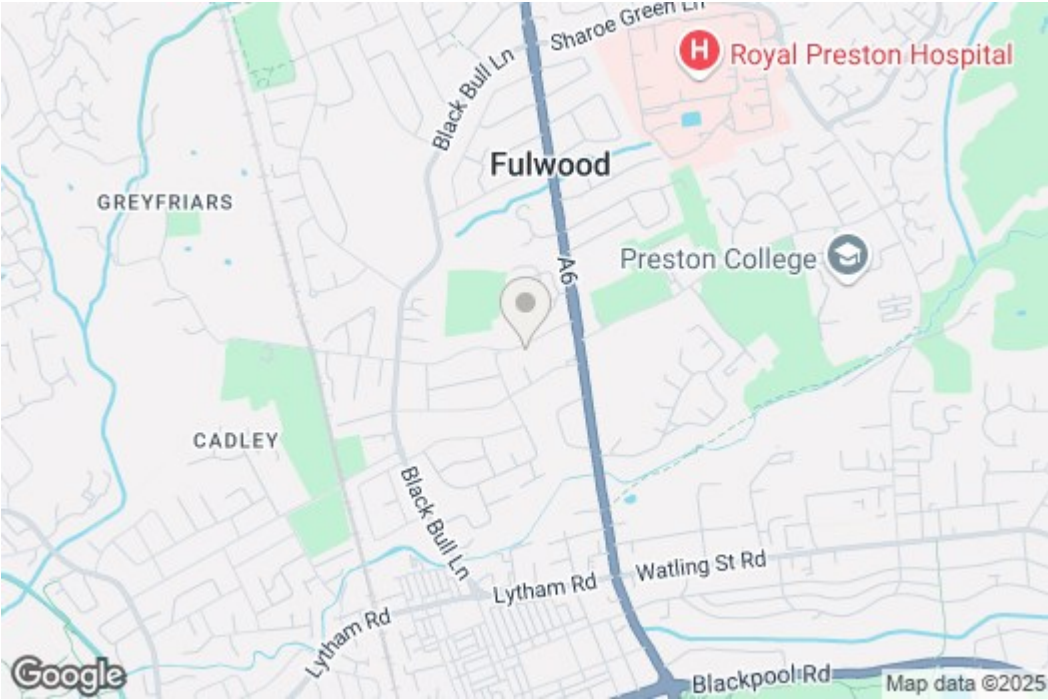 Sharoe Green Ln
H
Royal Preston Hospital
Black Bull Ln
Fulwood
GREYFRIARS
Preston College
A6
CADLEY
Black Bull Ln
Watling St Rd
Lytham Rd
Lytham Rd
Blackpool Rd
Google
Map data ©2025